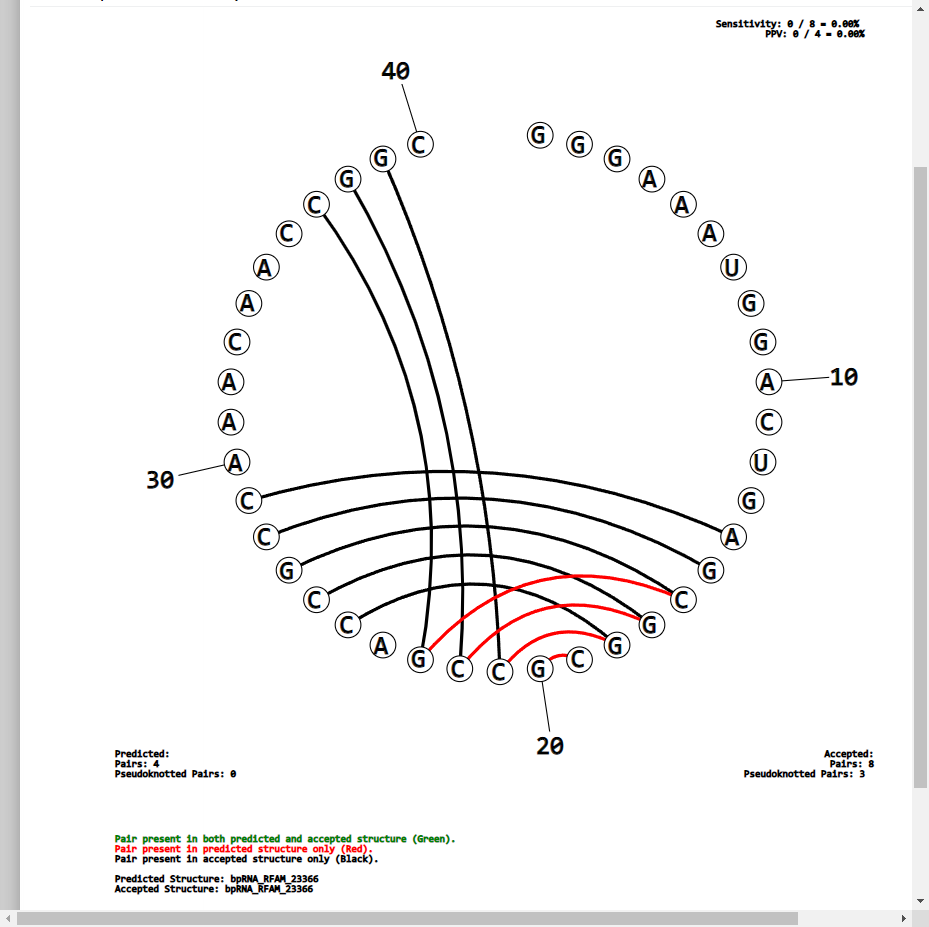 Sensitivity: 0 / 8 = 0.00%
PPV: 0 / 4 = 0.00%
40
C
G
G
C
C
A
A
C
A
A
A
30
C
C
G
C
C
A
G
C
C
G
20
C
G
G
C
G
A
G
U
C
A
10
G
G
U
A
A
A
G
G
G
Predicted:
Pairs: 4
Pseudoknotted Pairs: 0
Accepted:
Pairs: 8
Pseudoknotted Pairs: 3
Pair present in both predicted and accepted structure (Green).
Pair present in predicted structure only (Red).
Pair present in accepted structure only (Black).
Predicted Structure: bpRNA_RFAM_23366
Accepted Structure: bpRNA_RFAM_23366